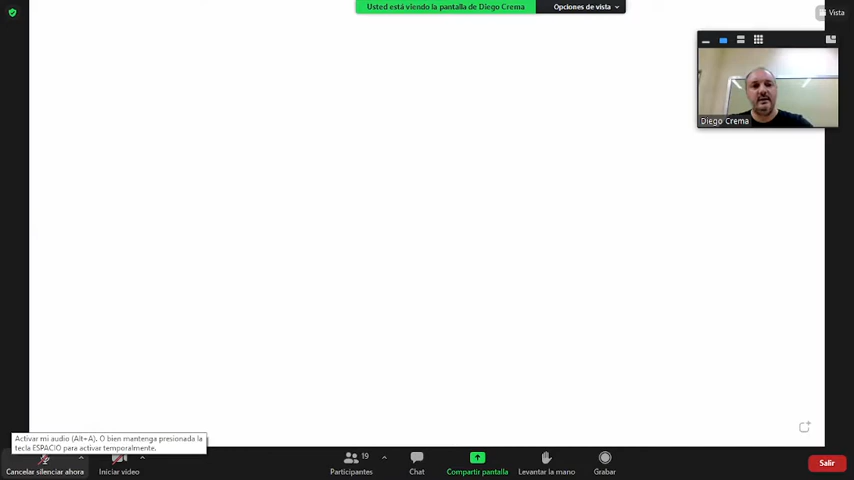 Usted está viendo la pantalla de Diego Crema
Opciones de vista
Vista
Diego Crema
Activar mi audio (Alt+A). O bien mantenga presionada la
tecla ESPACIO para activar temporalmente.
Cancelar silenciar ahora
Iniciar video
19
Participantes
Chat
Compartir pantalla
Levantar la mano
Grabar
Salir